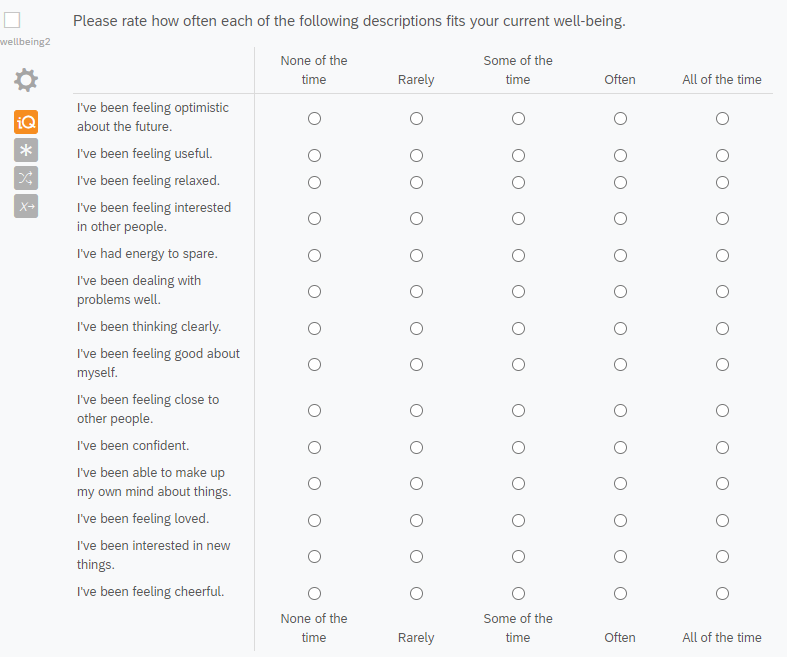 Please rate how often each of the following descriptions fits your current well-being.
wellbeing2
None of the time
Rarely
Some of the time
Often
All of the time
iQ
I've been feeling optimistic
about the future.
I've been feeling useful.
I've been feeling relaxed.
I've been feeling interested
in other people.
I've had energy to spare.
I've been dealing with
problems well.
I've been thinking clearly.
I've been feeling good about
myself.
I've been feeling close to
other people.
I've been confident.
I've been able to make up
my own mind about things.
I've been feeling loved.
I've been interested in new
things.
I've been feeling cheerful.
None of the time
Rarely
Some of the time
Often
All of the time